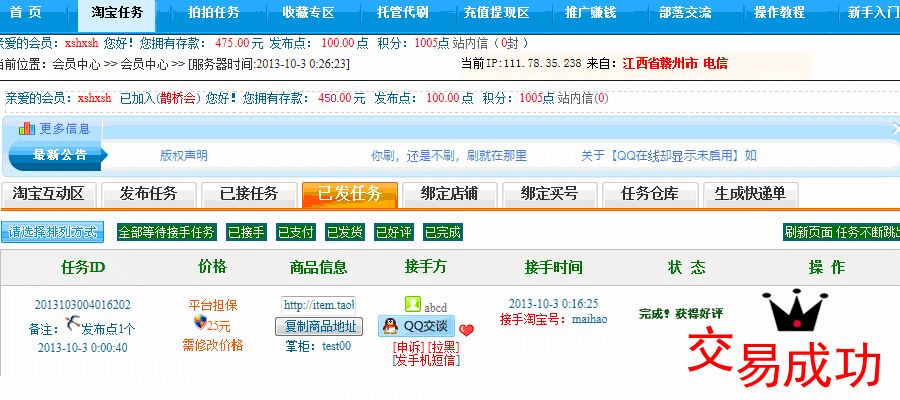 首 页 淘宝任务 拍拍任务 收藏专区 托管代刷 充值提现区 推广赚钱 部落交流 操作教程 新手入门
亲爱的会员：xshxsh 您好！您拥有存款： 475.00元 发布点： 100.00点 积分：1005点 站内信（0封 ）
当前位置：会员中心 >> 会员中心 >> [服务器时间:2013-10-3 0:26:23] 当前IP:111.78.35.238 来自：江西省赣州市 电信
亲爱的会员：xshxsh 已加入(鹊桥会) 您好！您拥有存款： 450.00元 发布点： 100.00点 积分：1005点 站内信(0)
更多信息
最新公告 版权声明 你刷，还是不刷，刷就在那里 关于【QQ在线却显示未启用】如
淘宝互动区 发布任务 已接任务 已发任务 绑定店铺 绑定买号 任务仓库 生成快递单
请选择排列方式 全部等待接手任务 已接手 已支付 已发货 已好评 已完成 刷新页面 任务不断跳出
任务ID 价格 商品信息 接手方 接手时间 状 态 操 作
2013103004016202 平台担保 http://item.taob abcd 2013-10-3 0:16:25
备注： 发布点1个 25元 复制商品地址 QQ交谈 接手淘宝号：maihao 完成! 获得好评
2013-10-3 0:00:40 需修改价格 掌柜：test00 [申诉] [拉黑]
[发手机短信]
交易成功